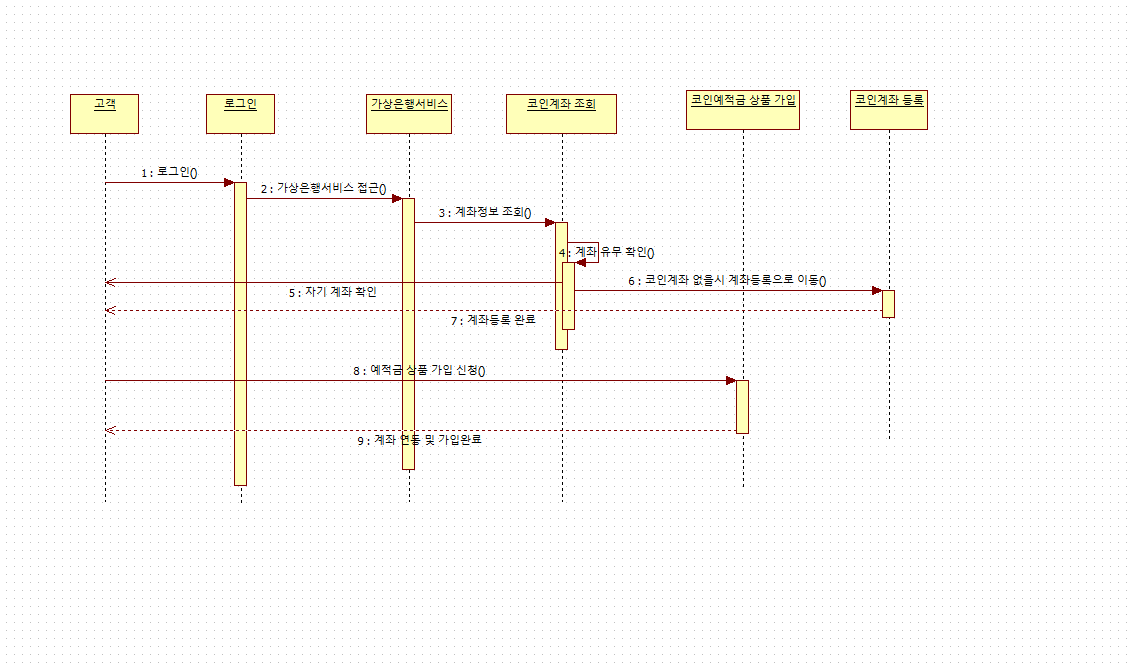 고객
로그인
가상은행서비스
코인계좌 조회
코인예적금 상품 가입
코인계좌 등록
1 : 로그인()
2 : 가상은행서비스 접근()
3 : 계좌정보 조회()
4 : 계좌 유무 확인()
5 : 자기 계좌 확인
6 : 코인계좌 없을시 계좌등록으로 이동()
7 : 계좌등록 완료
8 : 예적금 상품 가입 신청()
9 : 계좌 연동 및 가입완료